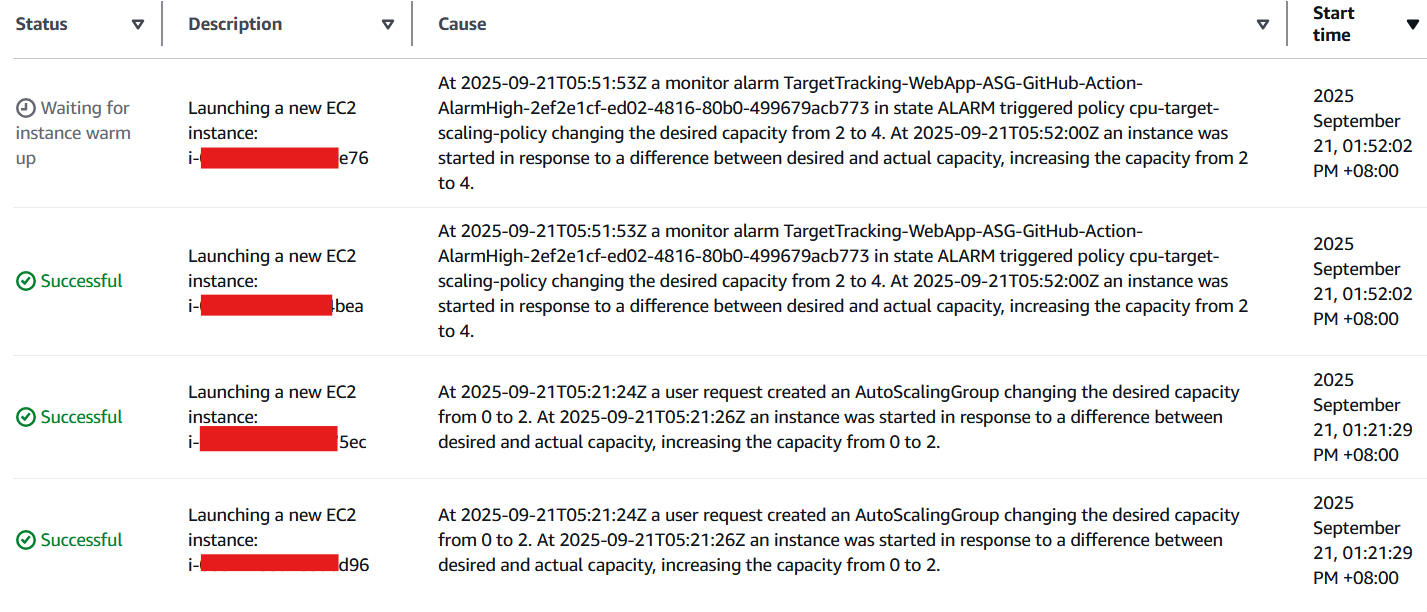 Status
Description
Cause
Start
time
Waiting for
instance warm
up
Launching a new EC2
instance:
i- e76
At 2025-09-21T05:51:53Z a monitor alarm TargetTracking-WebApp-ASG-GitHub-Action-
AlarmHigh-2ef2e1cf-ed02-4816-80b0-499679acb773 in state ALARM triggered policy cpu-target-
scaling-policy changing the desired capacity from 2 to 4. At 2025-09-21T05:52:00Z an instance was
started in response to a difference between desired and actual capacity, increasing the capacity from 2
to 4.
2025
September
21, 01:52:02
PM +08:00
Successful
Launching a new EC2
instance:
i- bea
At 2025-09-21T05:51:53Z a monitor alarm TargetTracking-WebApp-ASG-GitHub-Action-
AlarmHigh-2ef2e1cf-ed02-4816-80b0-499679acb773 in state ALARM triggered policy cpu-target-
scaling-policy changing the desired capacity from 2 to 4. At 2025-09-21T05:52:00Z an instance was
started in response to a difference between desired and actual capacity, increasing the capacity from 2
to 4.
2025
September
21, 01:52:02
PM +08:00
Successful
Launching a new EC2
instance:
i- 5ec
At 2025-09-21T05:21:24Z a user request created an AutoScalingGroup changing the desired capacity
from 0 to 2. At 2025-09-21T05:21:26Z an instance was started in response to a difference between
desired and actual capacity, increasing the capacity from 0 to 2.
2025
September
21, 01:21:29
PM +08:00
Successful
Launching a new EC2
instance:
i- d96
At 2025-09-21T05:21:24Z a user request created an AutoScalingGroup changing the desired capacity
from 0 to 2. At 2025-09-21T05:21:26Z an instance was started in response to a difference between
desired and actual capacity, increasing the capacity from 0 to 2.
2025
September
21, 01:21:29
PM +08:00